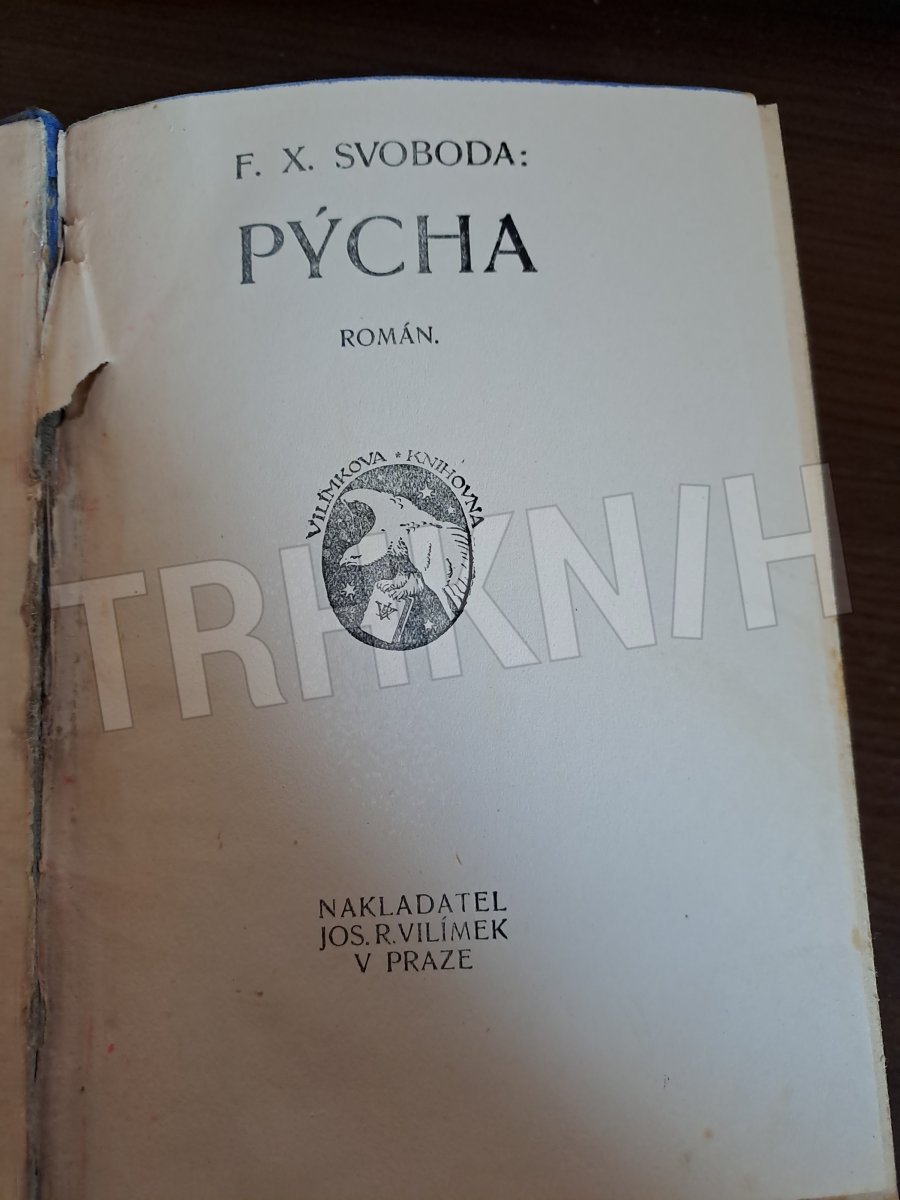 F. X. SVOBODA:
PÝCHA
ROMÁN.
VILÍMKOVA * KNIHOVNA
TRHKNIH
NAKLADATEL
JOS. R. VILÍMEK
V PRAZE